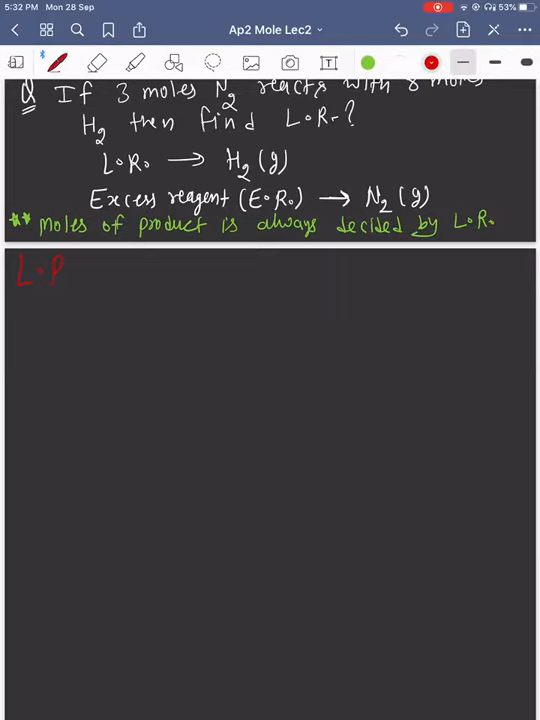 5:32 PM Mon 28 Sep
53%
Ap2 Mole Lec2
T
Q If 3 moles N2 reacts with 8 moles
H2 then find L.R.?
L.R. → H2(g)
Excess reagent (E.R.) → N2(g)
** moles of product is always decided by L.R.
L.P